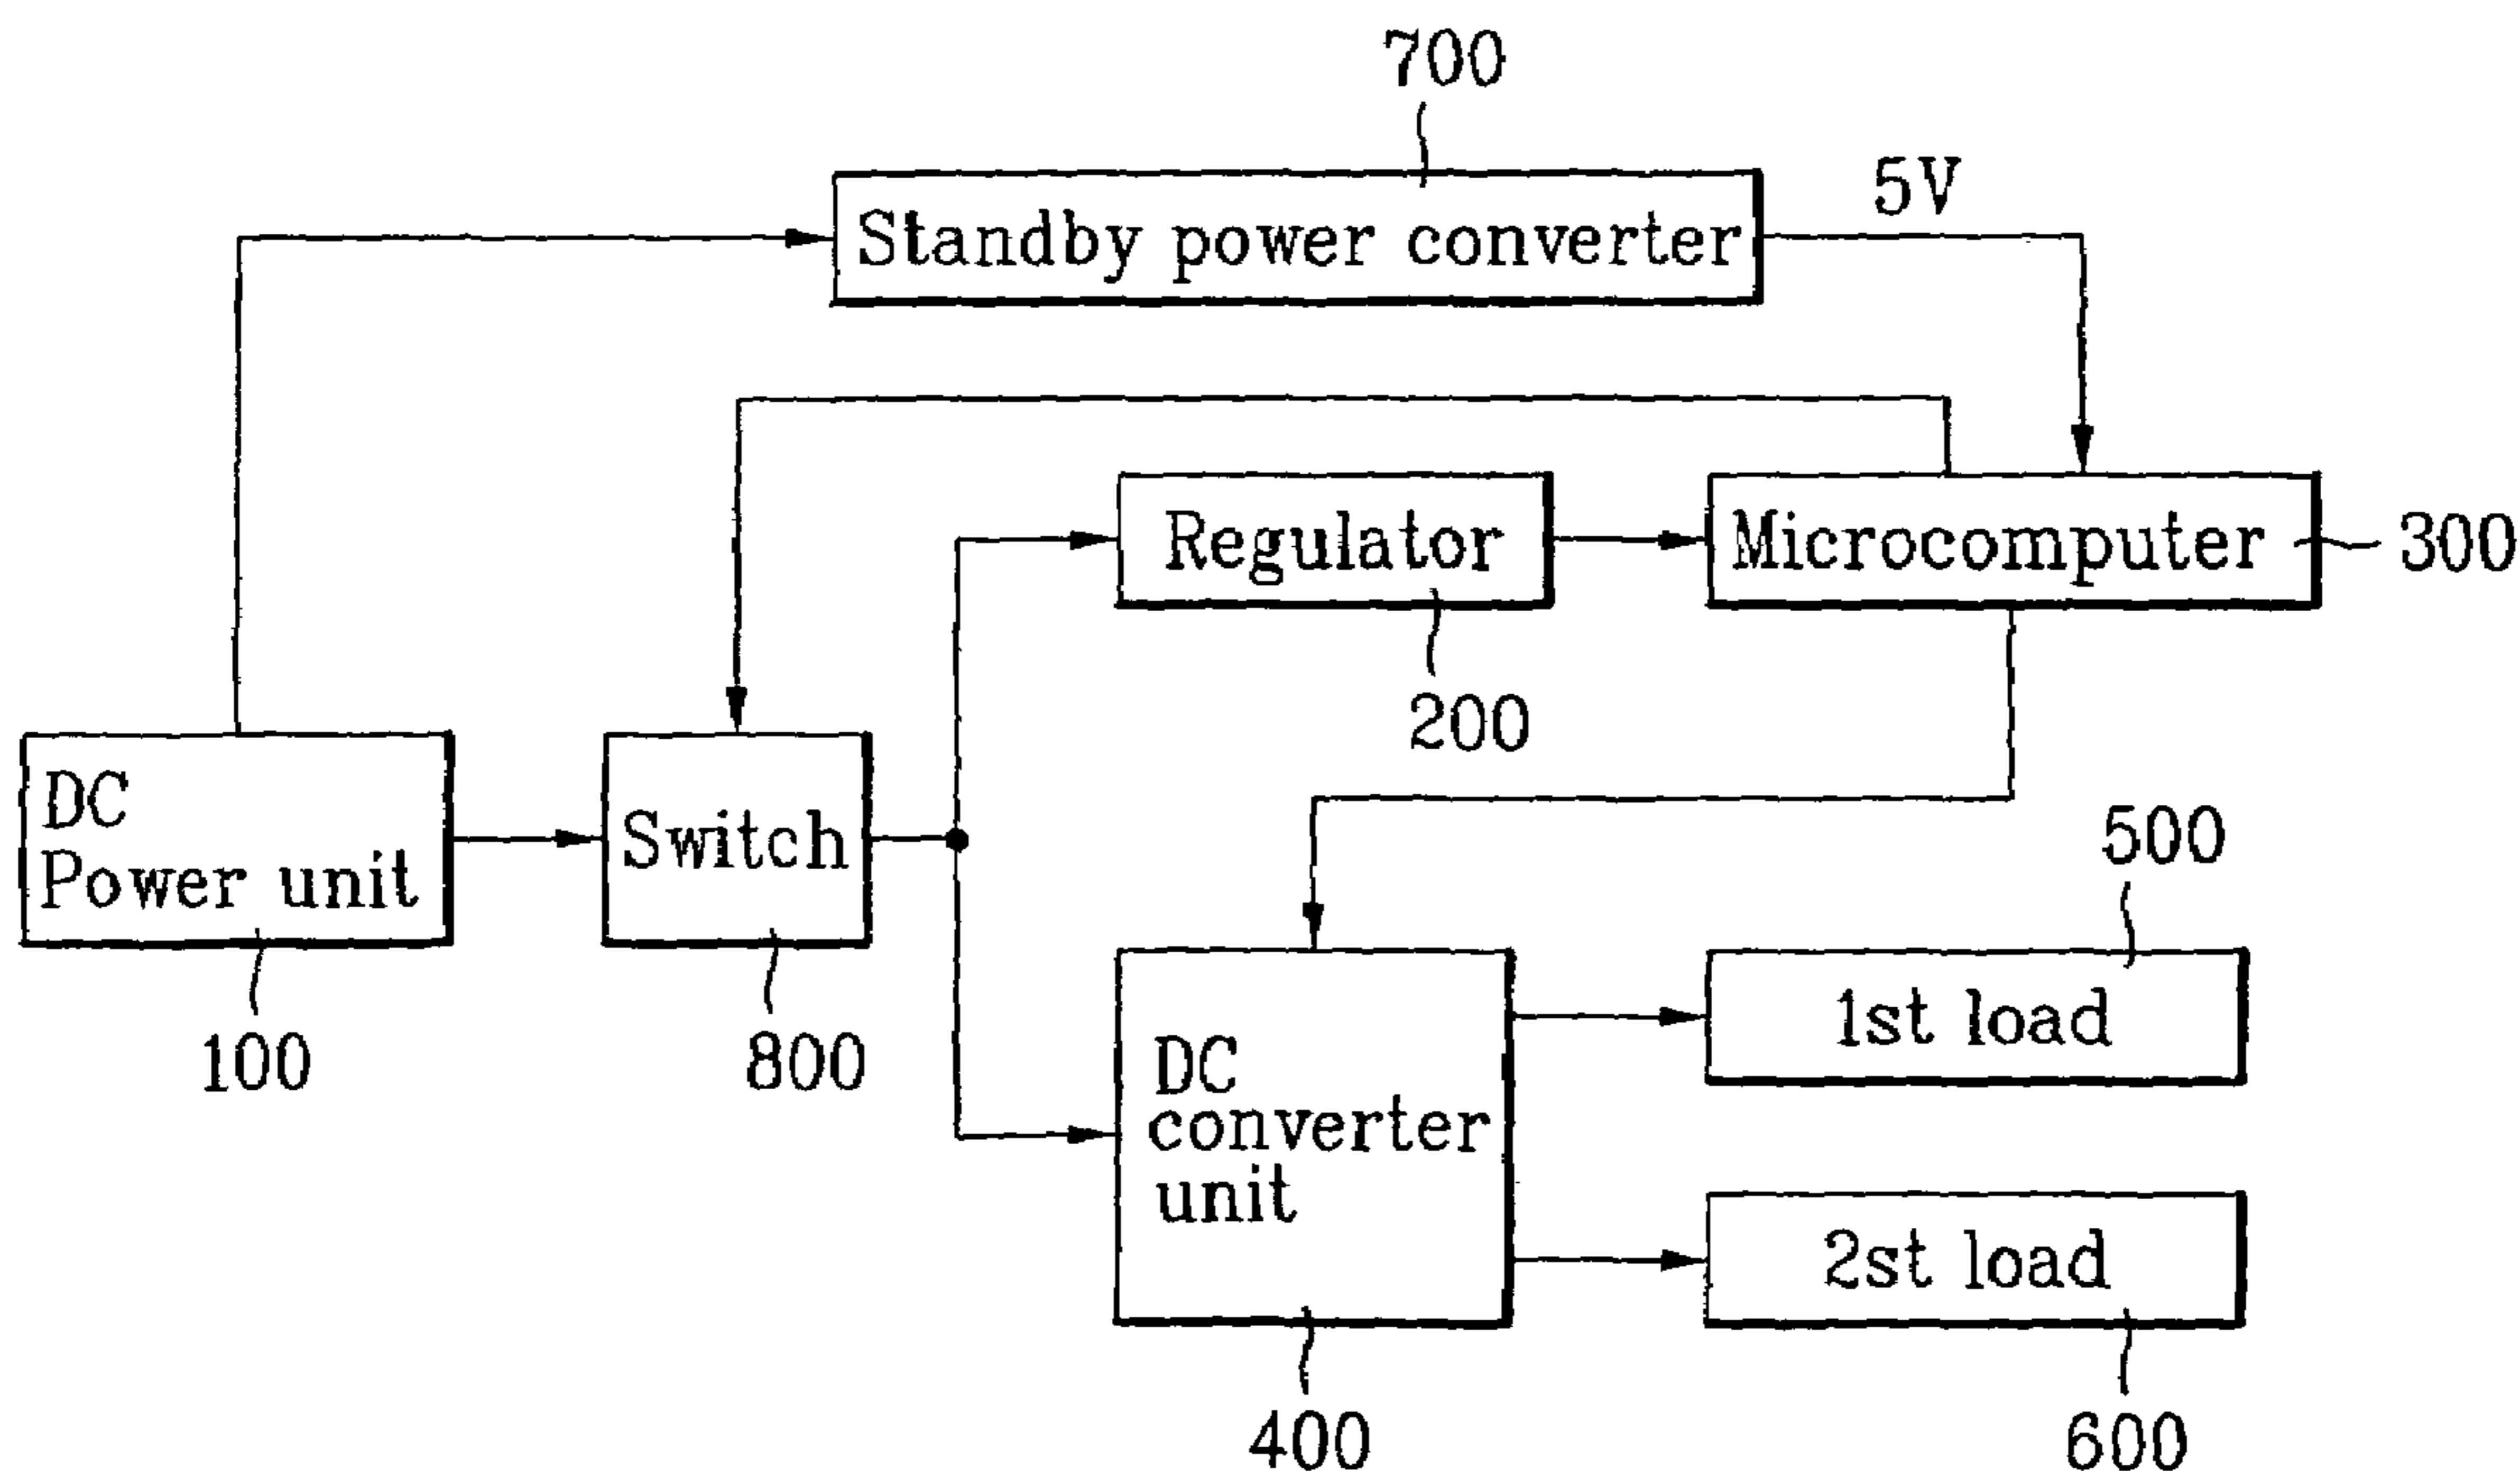 700
5V
Standby power converter
Regulator
Microcomputer
300
200
DC
Power unit
Switch
500
100
800
1st load
DC
converter
unit
2st load
400
600